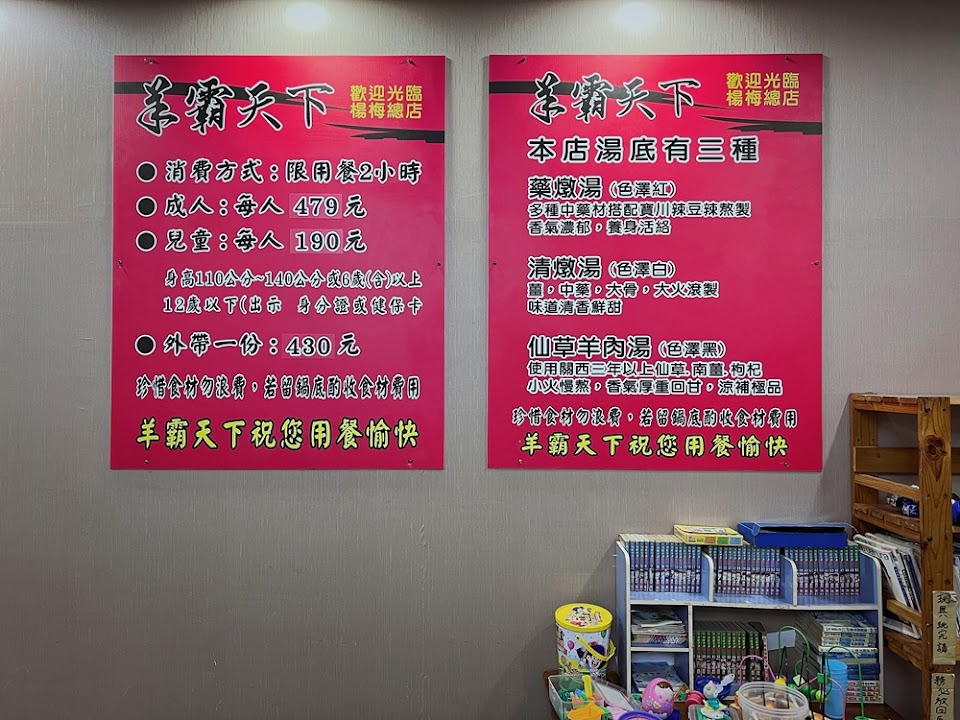 羊霸天下
歡迎光臨
楊梅總店
●消費方式：限用餐2小時
●成人：每人 479元
●兒童：每人 190元
身高110公分~140公分或6歲(含)以上
12歲以下(出示 身分證或健保卡
●外帶一份：430元
珍惜食材勿浪費，若留鍋底酌收食材費用
羊霸天下祝您用餐愉快
羊霸天下
歡迎光臨
楊梅總店
本店湯底有三種
藥燉湯(色澤紅)
多種中藥材搭配寶川辣豆辣熬製
香氣濃郁，養身活絡
清燉湯(色澤白)
薑，中藥，大骨，大火滾製
味道清香鮮甜
仙草羊肉湯(色澤黑)
使用關西三年以上仙草.南薑.枸杞
小火慢熬，香氣厚重回甘，涼補極品
珍惜食材勿浪費，若留鍋底酌收食材費用
羊霸天下祝您用餐愉快
玩具玩完請